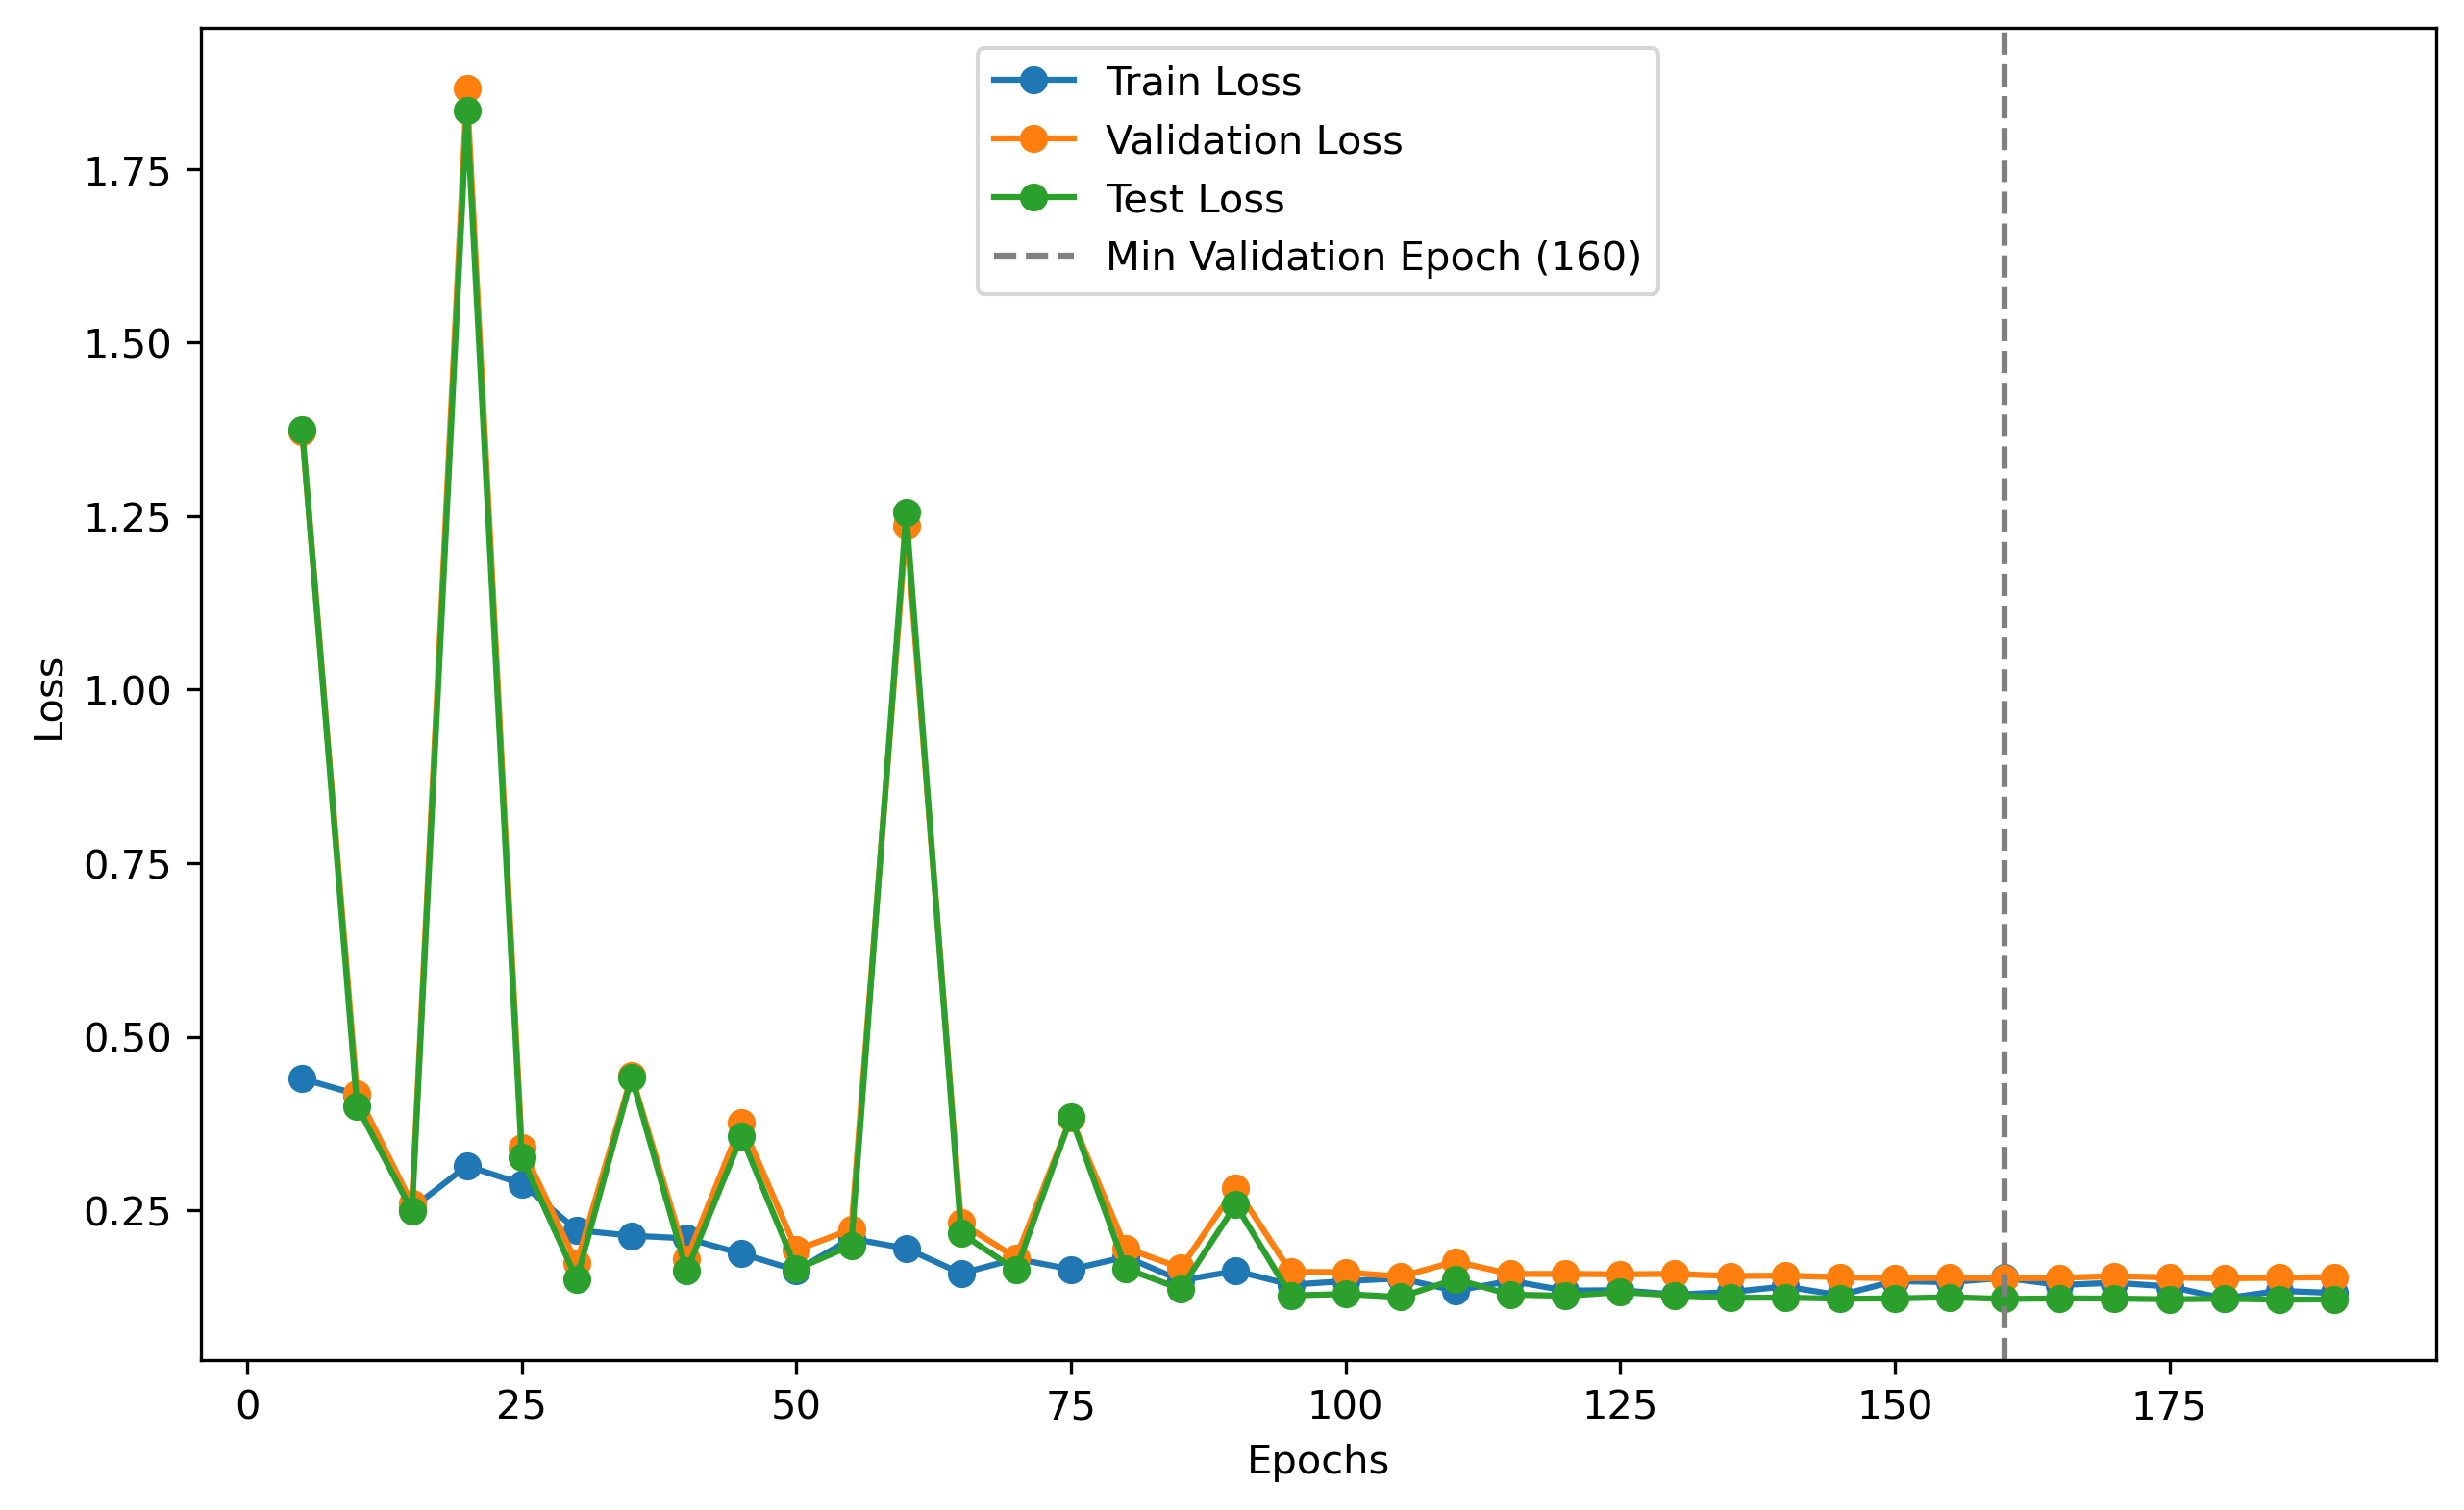 Train Loss
Validation Loss
Test Loss
Min Validation Epoch (160)
1.75
1.50
1.25
1.00
0.75
0.50
0.25
Loss
0 25 50 75 100 125 150 175
Epochs